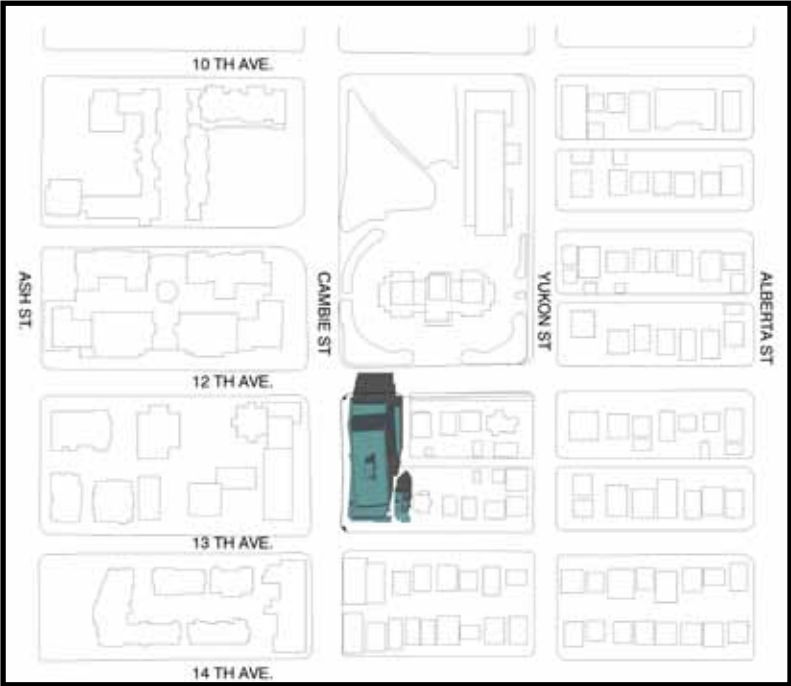 10 TH AVE.
ASH ST.
CAMBIE ST
YUKON ST
ALBERTA ST
12 TH AVE.
13 TH AVE.
14 TH AVE.